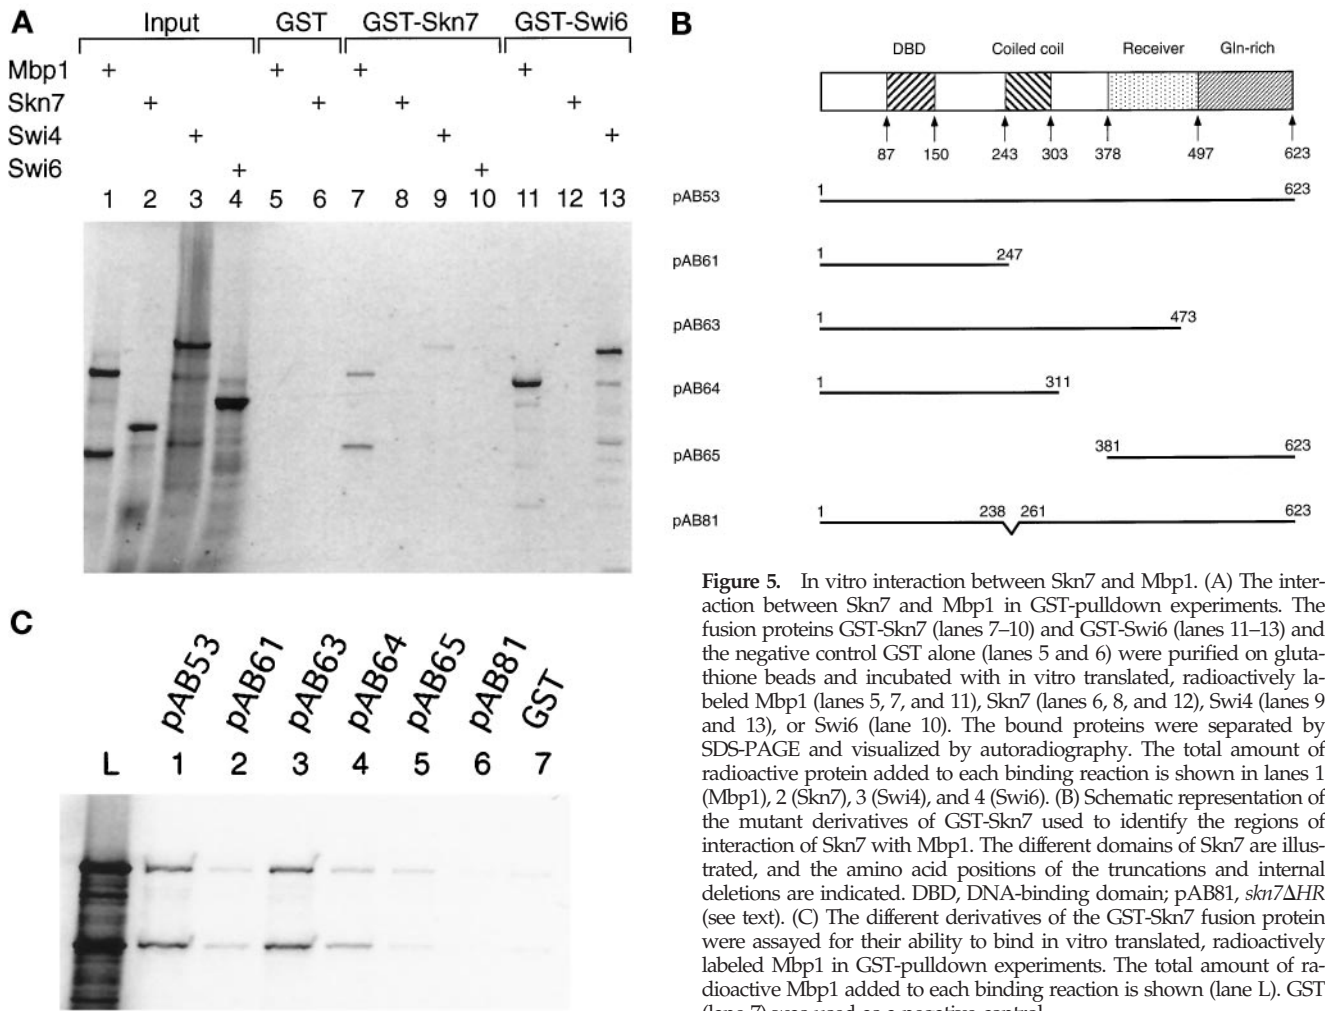 A
Input GST GST-Skn7 GST-Swi6
Mbp1 + + + +
Skn7 + + + +
Swi4 + + +
Swi6 + +
1 2 3 4 5 6 7 8 9 10 11 12 13
B
DBD Coiled coil Receiver Gln-rich
87 150 243 303 378 497 623
pAB53 1 623
pAB61 1 247
pAB63 1 473
pAB64 1 311
pAB65 381 623
pAB81 1 238 261 623
C
pAB53 pAB61 pAB63 pAB64 pAB65 pAB81 GST
L 1 2 3 4 5 6 7
Figure 5. In vitro interaction between Skn7 and Mbp1. (A) The inter-
action between Skn7 and Mbp1 in GST-pulldown experiments. The
fusion proteins GST-Skn7 (lanes 7–10) and GST-Swi6 (lanes 11–13) and
the negative control GST alone (lanes 5 and 6) were purified on gluta-
thione beads and incubated with in vitro translated, radioactively la-
beled Mbp1 (lanes 5, 7, and 11), Skn7 (lanes 6, 8, and 12), Swi4 (lanes 9
and 13), or Swi6 (lane 10). The bound proteins were separated by
SDS-PAGE and visualized by autoradiography. The total amount of
radioactive protein added to each binding reaction is shown in lanes 1
(Mbp1), 2 (Skn7), 3 (Swi4), and 4 (Swi6). (B) Schematic representation of
the mutant derivatives of GST-Skn7 used to identify the regions of
interaction of Skn7 with Mbp1. The different domains of Skn7 are illus-
trated, and the amino acid positions of the truncations and internal
deletions are indicated. DBD, DNA-binding domain; pAB81, skn7ΔHR
(see text). (C) The different derivatives of the GST-Skn7 fusion protein
were assayed for their ability to bind in vitro translated, radioactively
labeled Mbp1 in GST-pulldown experiments. The total amount of ra-
dioactive Mbp1 added to each binding reaction is shown (lane L). GST
(lane 7) was used as a negative control.